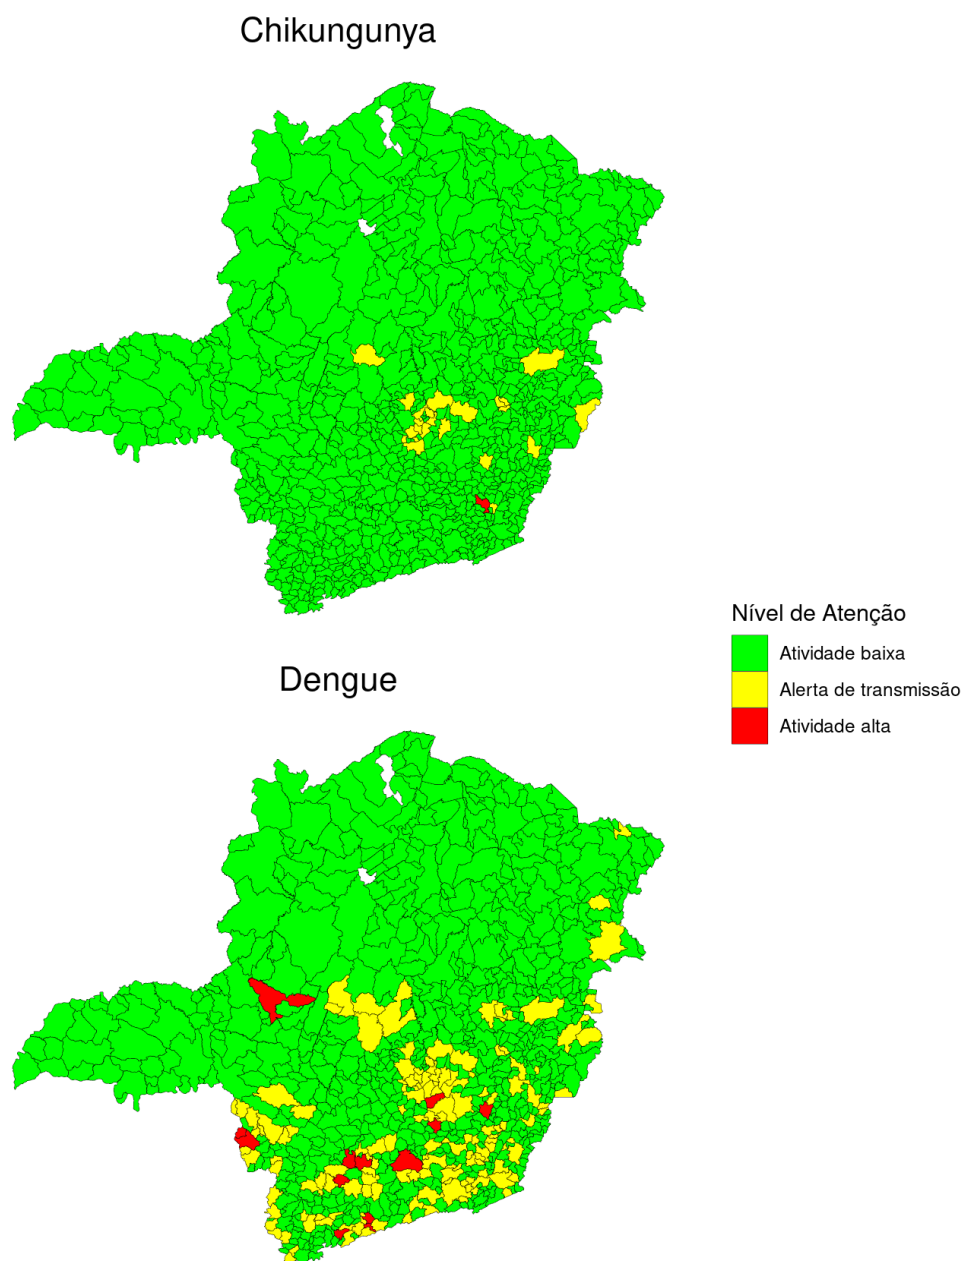 Chikungunya
Nível de Atenção
Atividade baixa
Alerta de transmissão
Atividade alta
Dengue